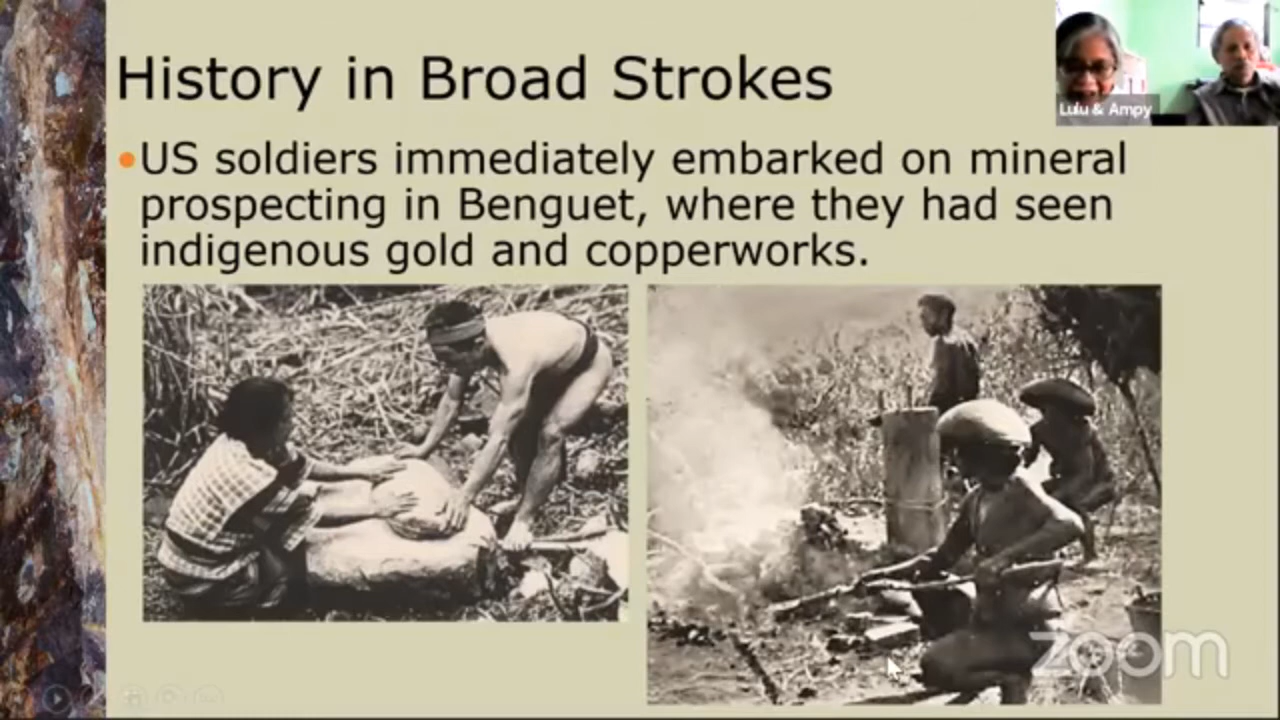 History in Broad Strokes
Lulu & Ampy
•US soldiers immediately embarked on mineral
prospecting in Benguet, where they had seen
indigenous gold and copperworks.
zoom